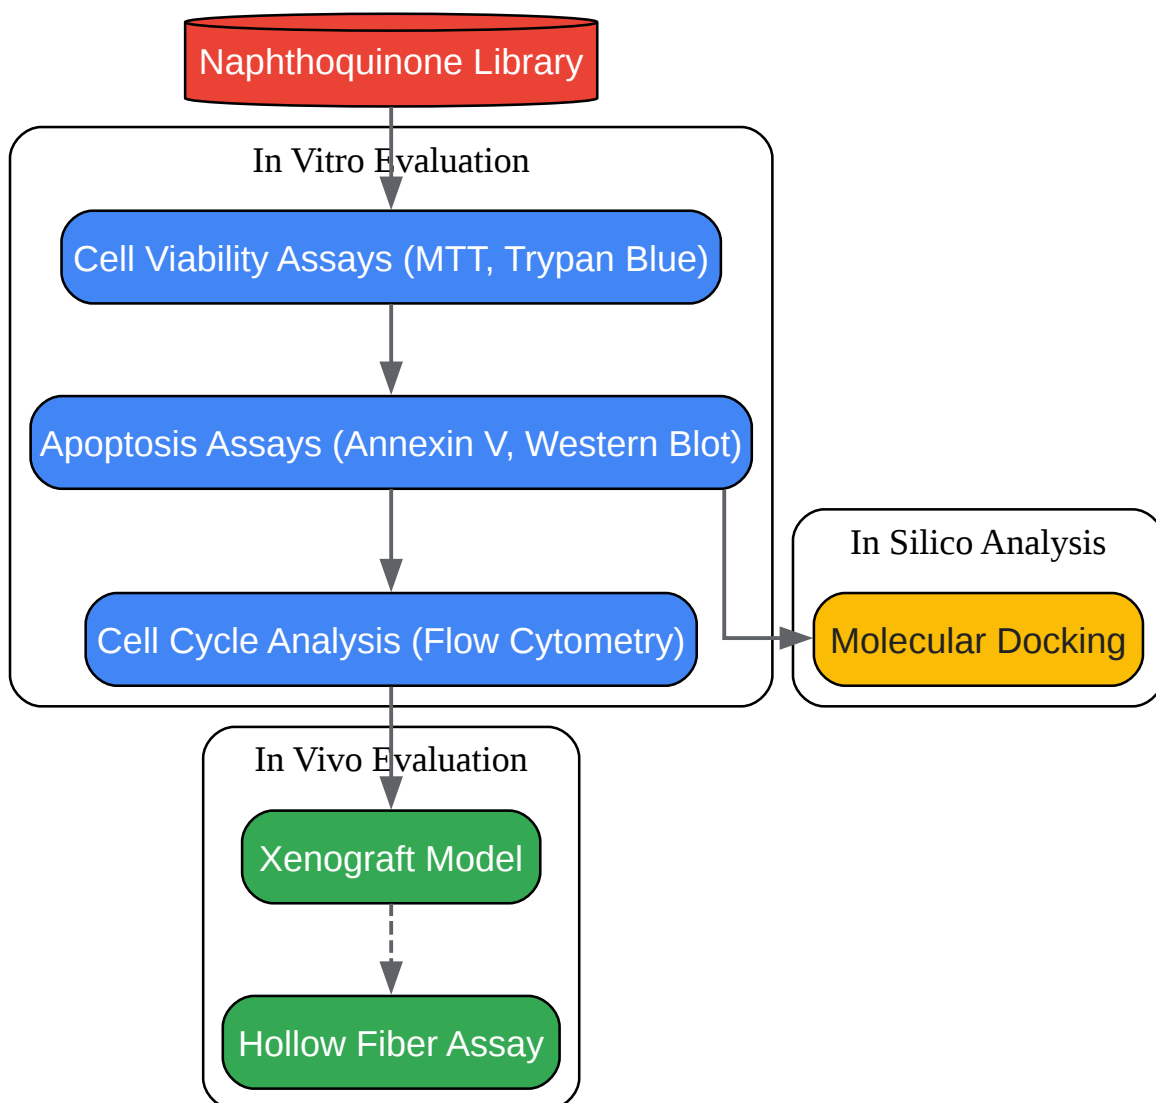 Naphthoquinone Library
In Vitro Evaluation
Cell Viability Assays (MTT, Trypan Blue)
Apoptosis Assays (Annexin V, Western Blot)
Cell Cycle Analysis (Flow Cytometry)
In Silico Analysis
Molecular Docking
In Vivo Evaluation
Xenograft Model
Hollow Fiber Assay